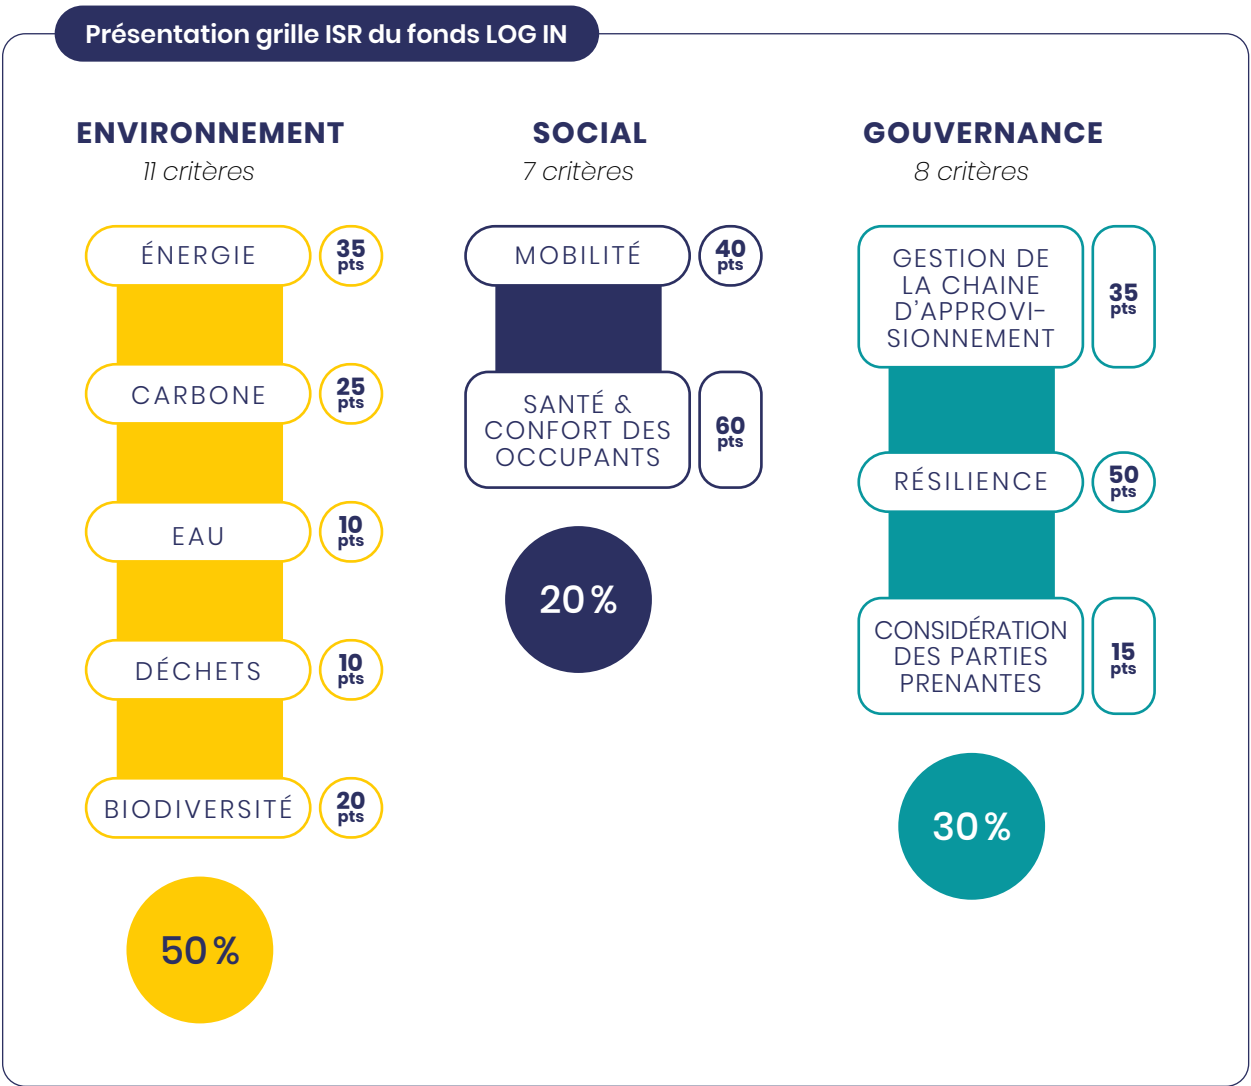 Présentation grille ISR du fonds LOG IN
ENVIRONNEMENT
11 critères
ÉNERGIE
35
pts
CARBONE
25
pts
EAU
10
pts
DÉCHETS
10
pts
BIODIVERSITÉ
20
pts
50 %
SOCIAL
7 critères
MOBILITÉ
40
pts
SANTÉ &
CONFORT DES
OCCUPANTS
60
pts
20 %
GOUVERNANCE
8 critères
GESTION DE
LA CHAINE
D'APPROVI-
SIONNEMENT
35
pts
RÉSILIENCE
50
pts
CONSIDÉRATION
DES PARTIES
PRENANTES
15
pts
30 %